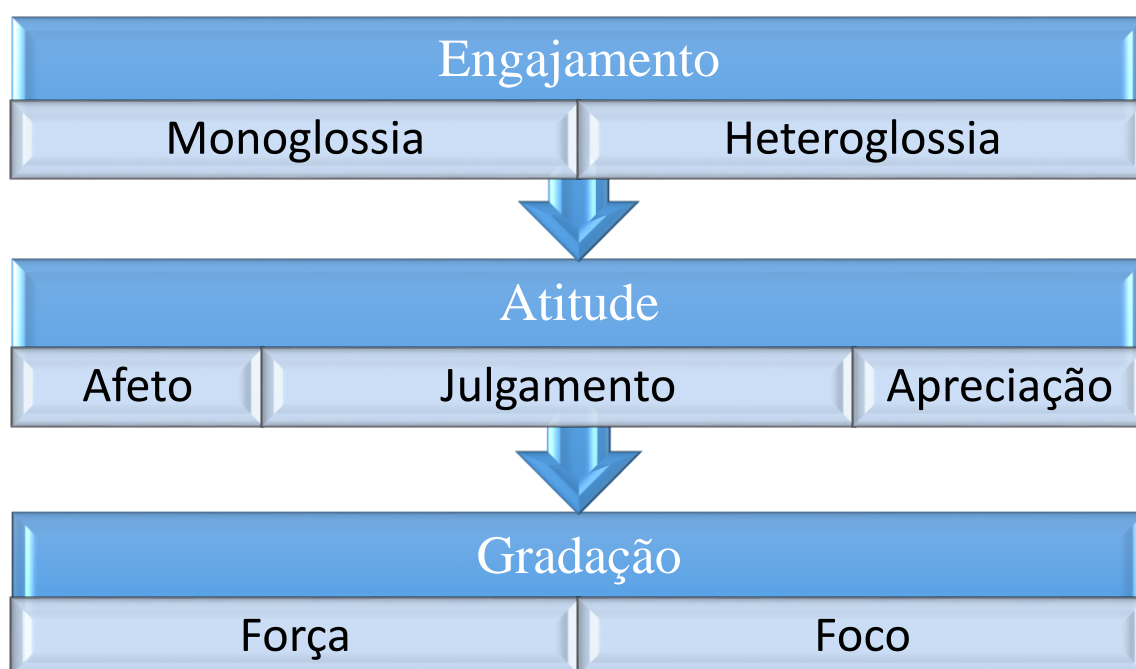 Engajamento
Monoglossia Heteroglossia
Atitude
Afeto Julgamento Apreciação
Gradação
Força Foco